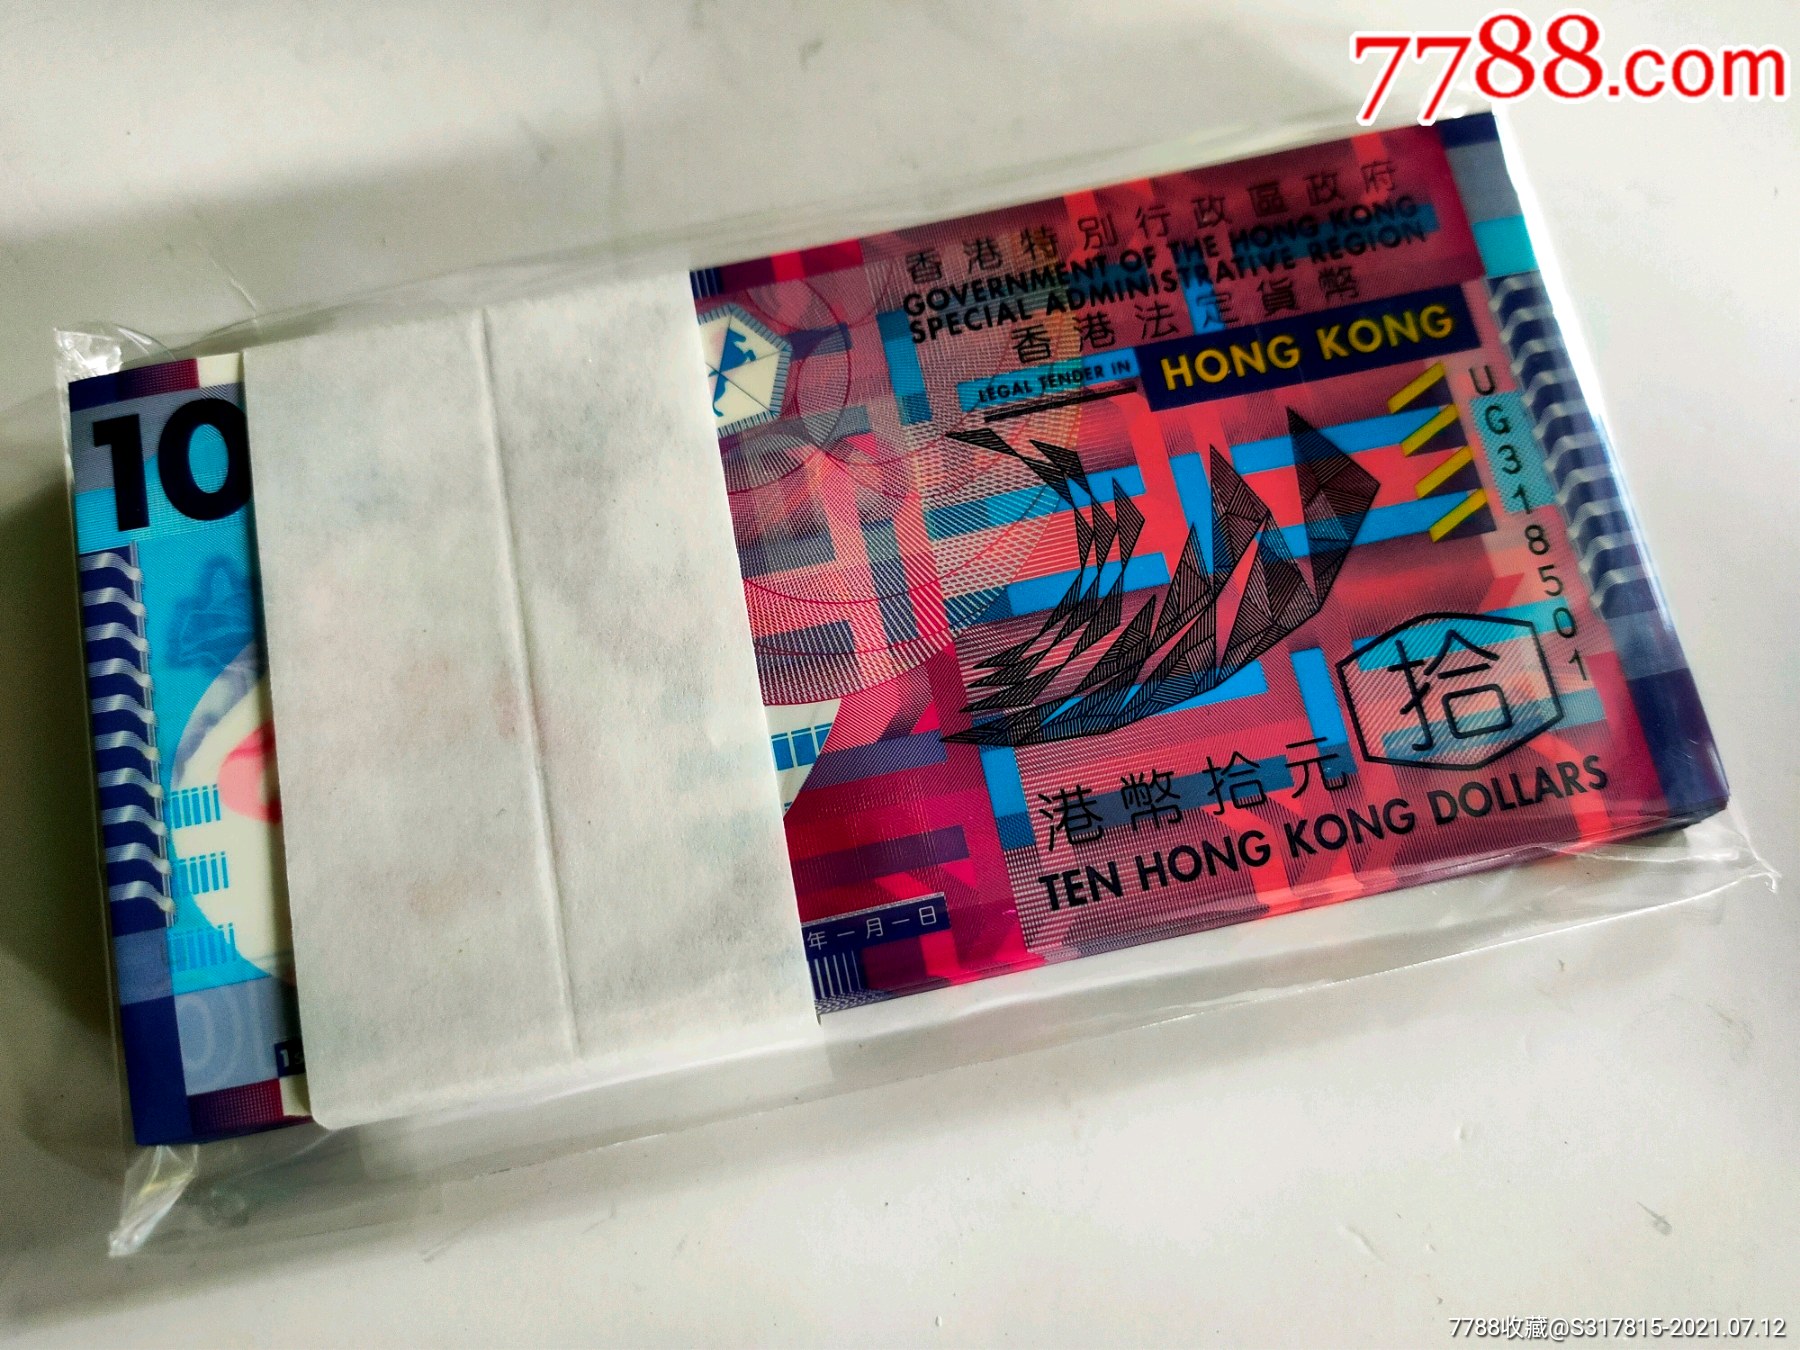 7788.com
香港特別行政區政府
GOVERNMENT OF THE HONG KONG
SPECIAL ADMINISTRATIVE REGION
香港法定貨幣
LEGAL TENDER IN
HONG KONG
UG318501
10
拾
港幣拾元
TEN HONG KONG DOLLARS
年一月一日
7788收藏@S317815-2021.07.12